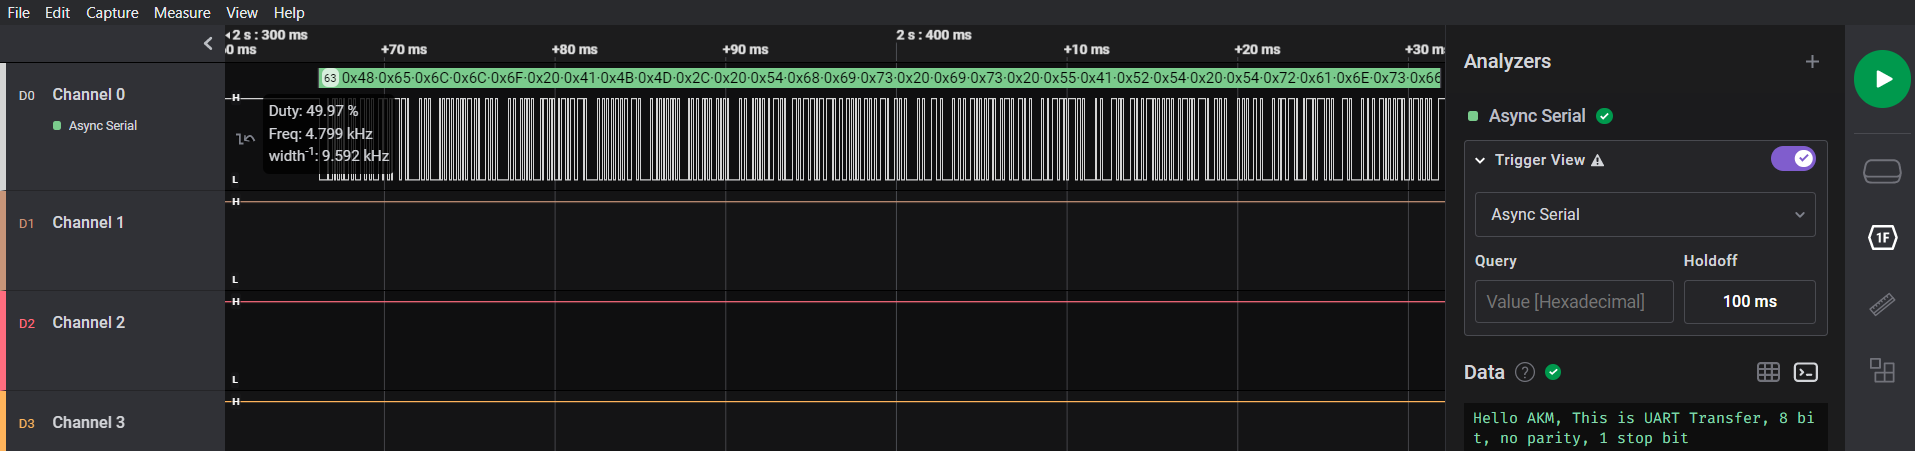 File Edit Capture Measure View Help
2 s : 300 ms 2 s : 400 ms
0 ms +70 ms +80 ms +90 ms +10 ms +20 ms +30 m
63 0x48·0x65·0x6C·0x6C·0x6F·0x20·0x41·0x4B·0x4D·0x2C·0x20·0x54·0x68·0x69·0x73·0x20·0x69·0x73·0x20·0x55·0x41·0x52·0x54·0x20·0x54·0x72·0x61·0x6E·0x73·0x66
D0 Channel 0
Async Serial
H
L
Duty: 49.97 %
Freq: 4.799 kHz
width-1: 9.592 kHz
D1 Channel 1
H
L
D2 Channel 2
H
L
D3 Channel 3
H
Analyzers
Async Serial
Trigger View
Async Serial
Query Holdoff
Value [Hexadecimal] 100 ms
Data ?
Hello AKM, This is UART Transfer, 8 bi
t, no parity, 1 stop bit
1F